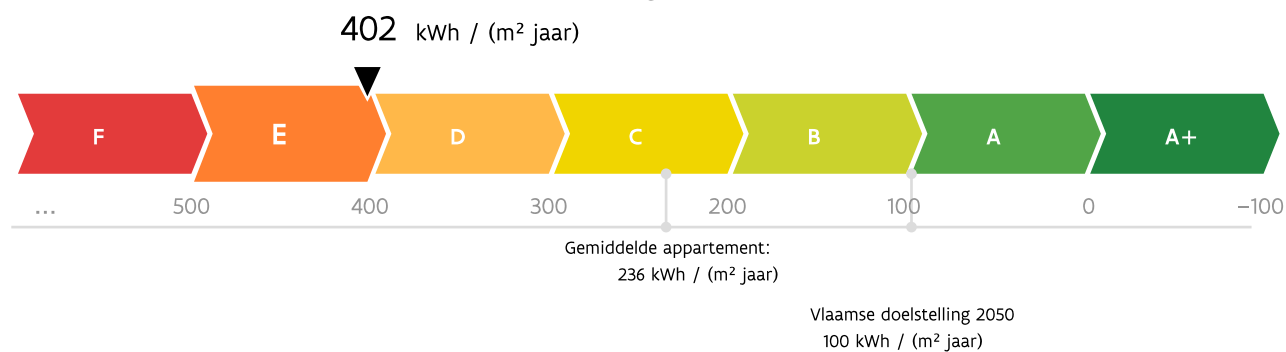 402 kWh / (m² jaar)
F E D C B A A+
... 500 400 300 200 100 0 −100
Gemiddelde appartement:
236 kWh / (m² jaar)
Vlaamse doelstelling 2050
100 kWh / (m² jaar)